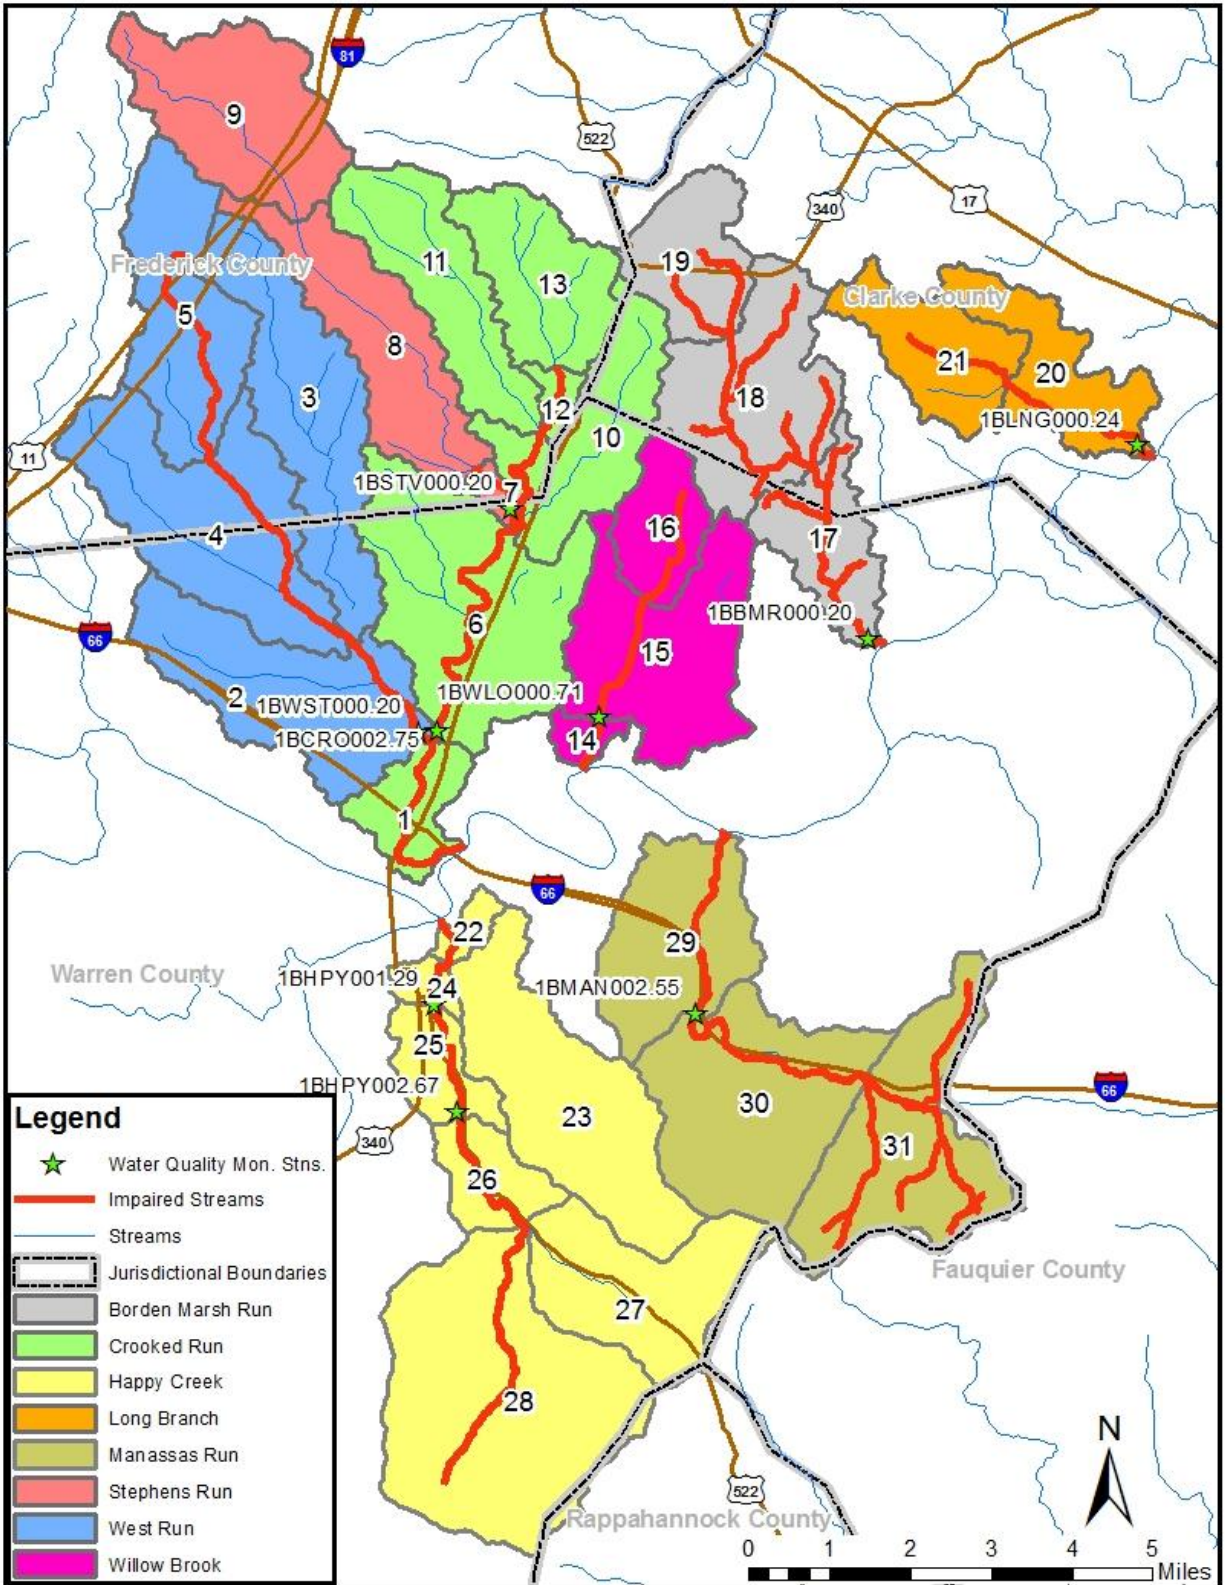 81
9
522
340
17
19
11
Frederick County
13
Clarke County
5
8
21
20
3
18
12
1BLNG000.24
10
11
1BSTV000.20
7
16
4
17
1BBMR000.20
6
66
15
2
1BWLO000.71
1BWST000.20
1BCRO002.75
14
1
66
22
29
Warren County
1BHPY001.29
24
1BMAN002.55
25
1BHPY002.67
66
30
23
340
31
26
Fauquier County
27
28
522
Rappahannock County
Legend
Water Quality Mon. Stns.
Impaired Streams
Streams
Jurisdictional Boundaries
Borden Marsh Run
Crooked Run
Happy Creek
Long Branch
Manassas Run
Stephens Run
West Run
Willow Brook
N
0 1 2 3 4 5
Miles